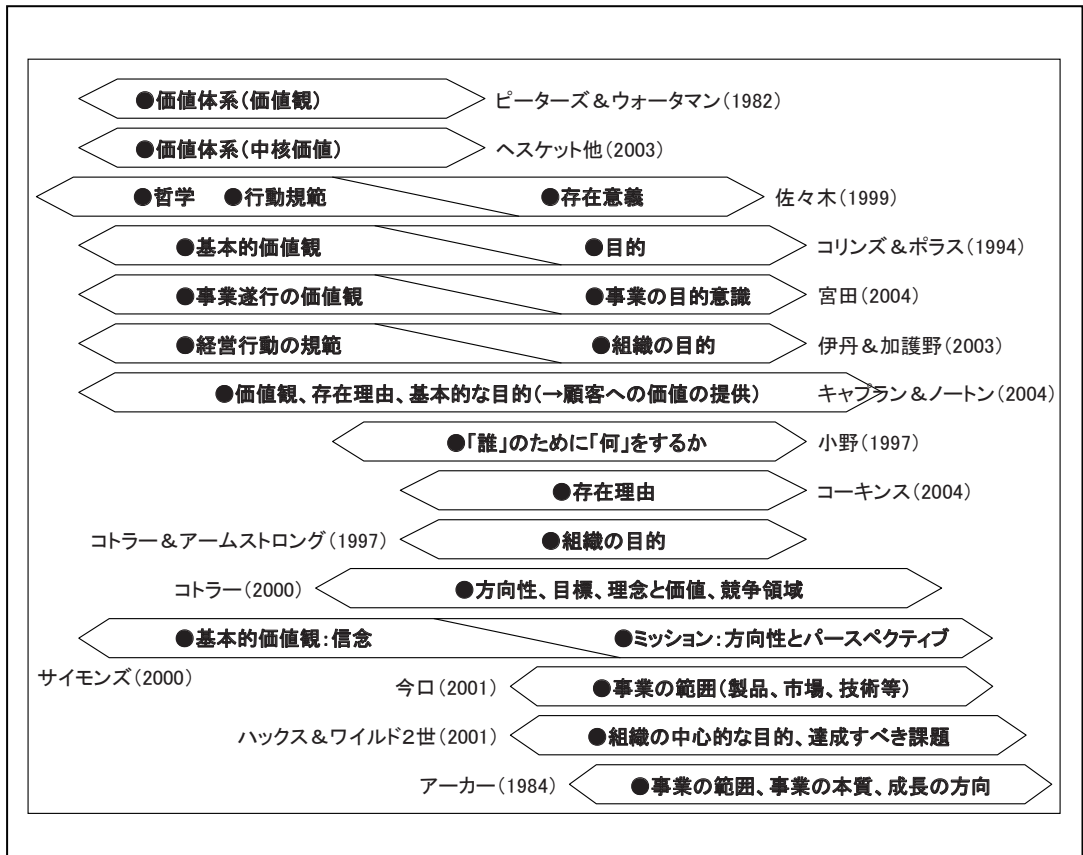 ●価値体系(価値観) ピーターズ&ウォータマン(1982)
●価値体系(中核価値) ヘスケット他(2003)
●哲学 ●行動規範 ●存在意義 佐々木(1999)
●基本的価値観 ●目的 コリンズ&ポラス(1994)
●事業遂行の価値観 ●事業の目的意識 宮田(2004)
●経営行動の規範 ●組織の目的 伊丹&加護野(2003)
●価値観、存在理由、基本的な目的(→顧客への価値の提供) キャプラン&ノートン(2004)
●「誰」のために「何」をするか 小野(1997)
●存在理由 コーキンス(2004)
コトラー&アームストロング(1997) ●組織の目的
コトラー(2000) ●方向性、目標、理念と価値、競争領域
●基本的価値観:信念 ●ミッション:方向性とパースペクティブ
サイモンズ(2000)
今口(2001) ●事業の範囲(製品、市場、技術等)
ハックス&ワイルド2世(2001) ●組織の中心的な目的、達成すべき課題
アーカー(1984) ●事業の範囲、事業の本質、成長の方向